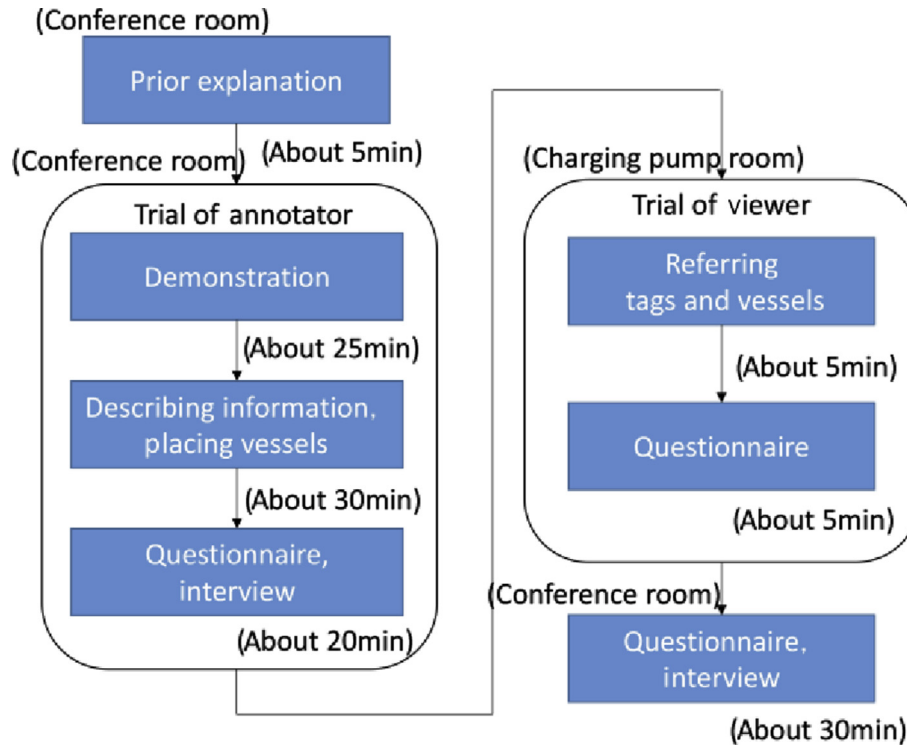 (Conference room)
Prior explanation
(About 5min)
(Conference room)
Trial of annotator
Demonstration
(About 25min)
Describing information,
placing vessels
(About 30min)
Questionnaire,
interview
(About 20min)
(Charging pump room)
Trial of viewer
Referring
tags and vessels
(About 5min)
Questionnaire
(About 5min)
(Conference room)
Questionnaire,
interview
(About 30min)